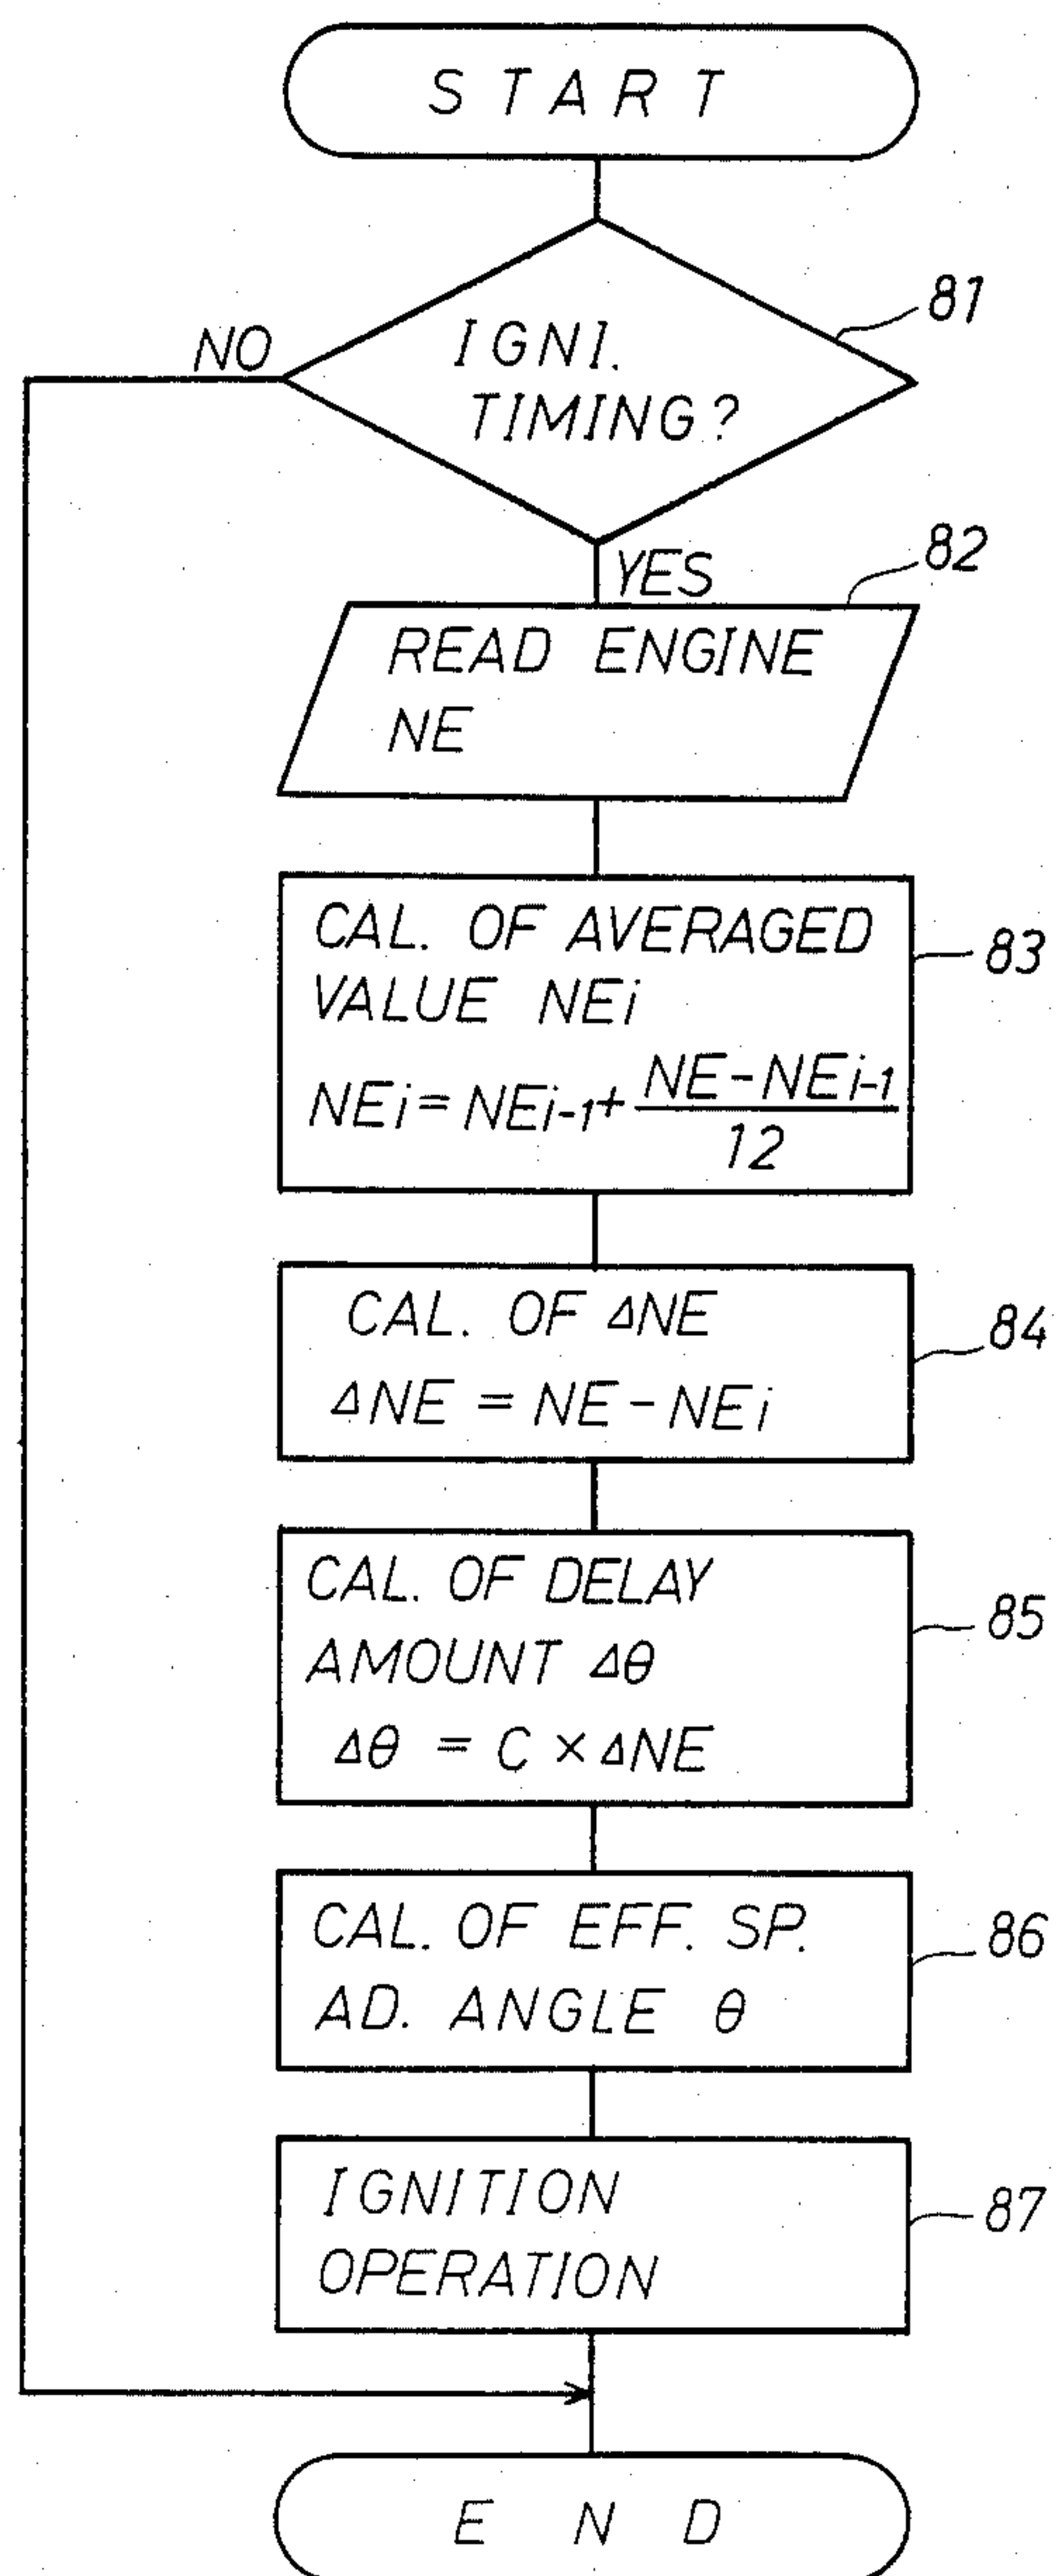 START
81
IGNI.
TIMING?
NO
YES
82
READ ENGINE
NE
83
CAL. OF AVERAGED
VALUE NEi
NEi=NEi-1+ NE-NEi-1
12
84
CAL. OF ΔNE
ΔNE = NE - NEi
85
CAL. OF DELAY
AMOUNT Δθ
Δθ = C × ΔNE
86
CAL. OF EFF. SP.
AD. ANGLE θ
87
IGNITION
OPERATION
END